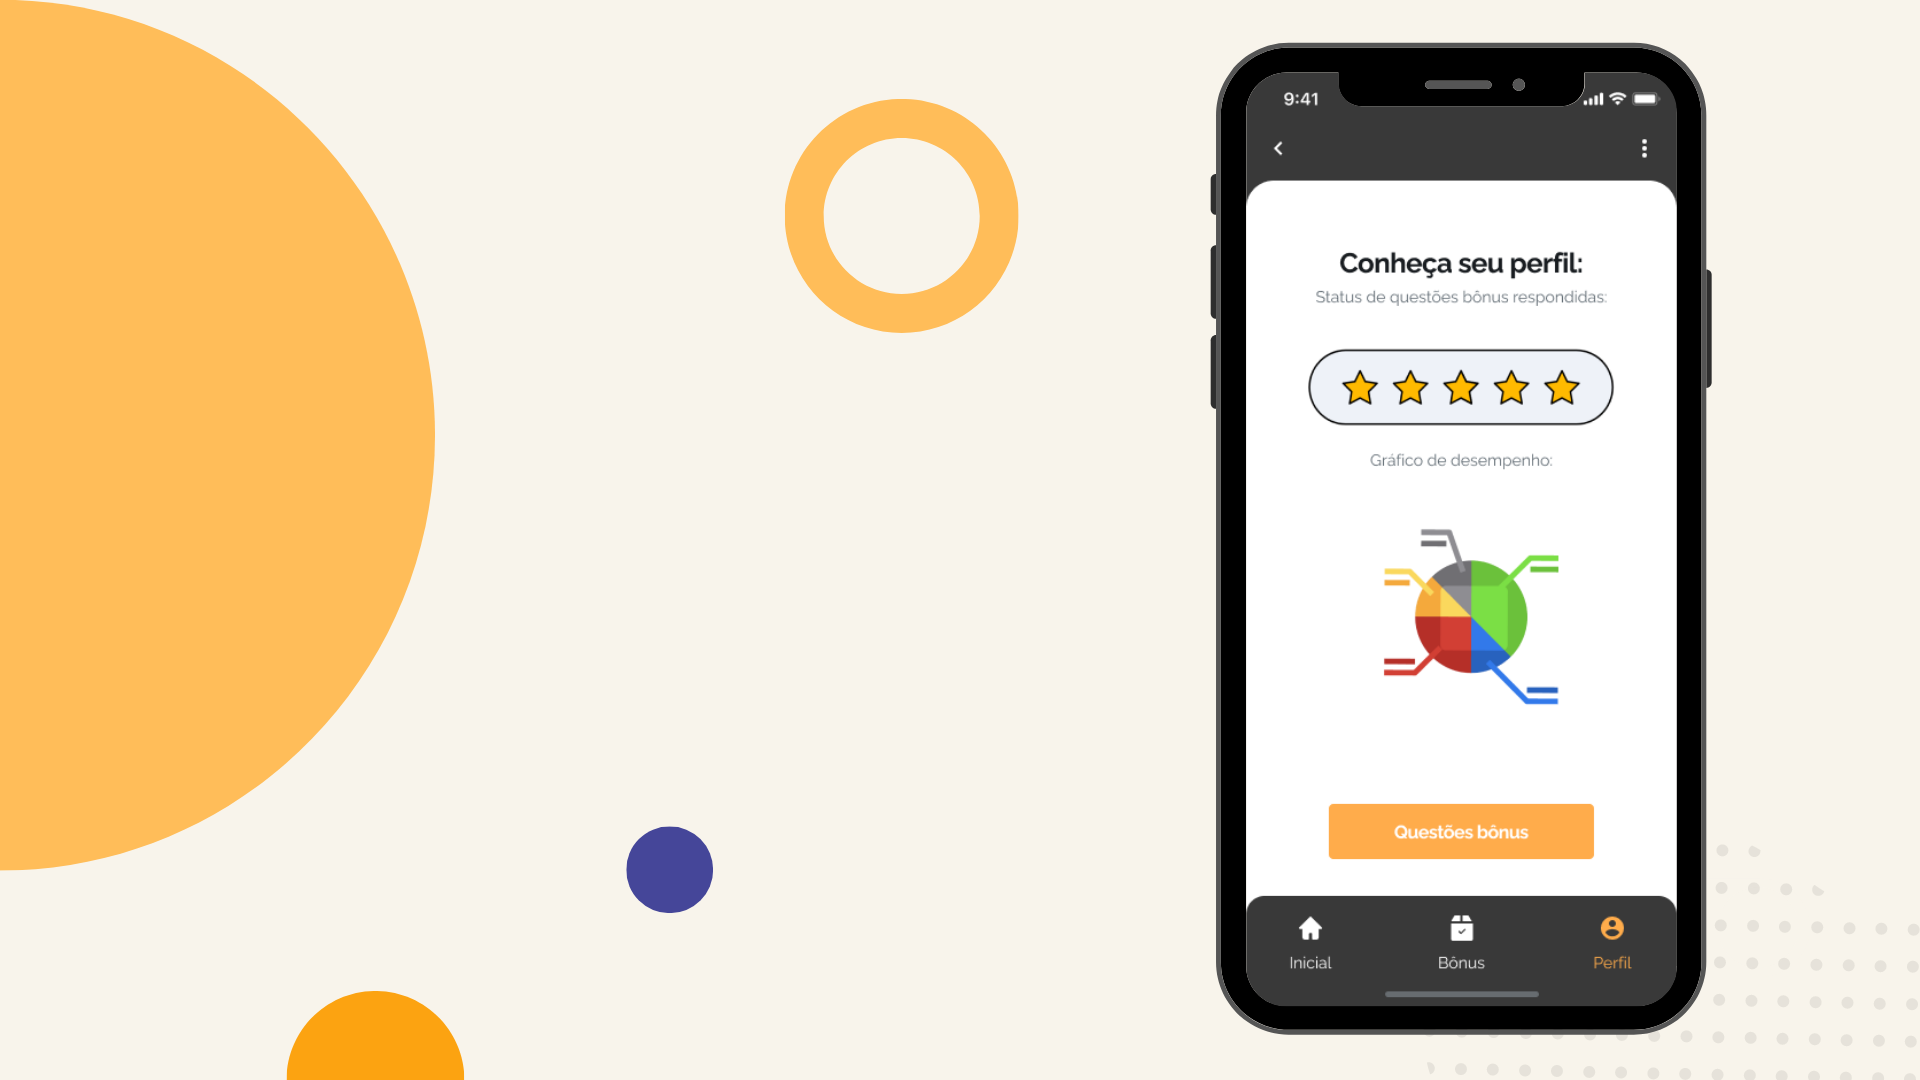 9:41
Conheça seu perfil:
Status de questões bônus respondidas:
Gráfico de desempenho:
Questões bônus
Inicial
Bônus
Perfil